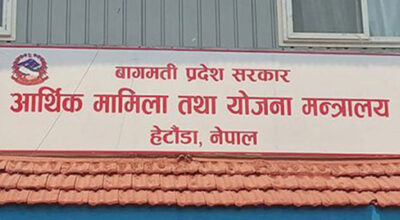 बागमती प्रदेश सरकार
आर्थिक मामिला तथा योजना मन्त्रालय
हेटौंडा, नेपाल